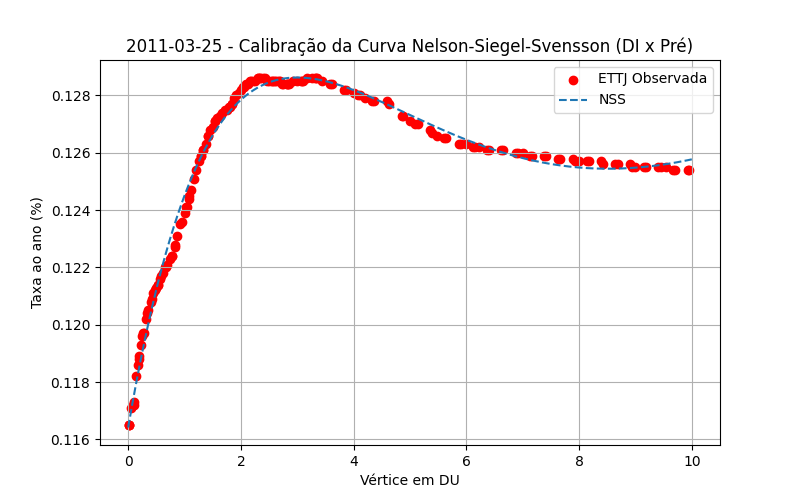 2011-03-25 - Calibração da Curva Nelson-Siegel-Svensson (DI x Pré)
ETTJ Observada
NSS
Taxa ao ano (%)
0.128
0.126
0.124
0.122
0.120
0.118
0.116
0 2 4 6 8 10
Vértice em DU